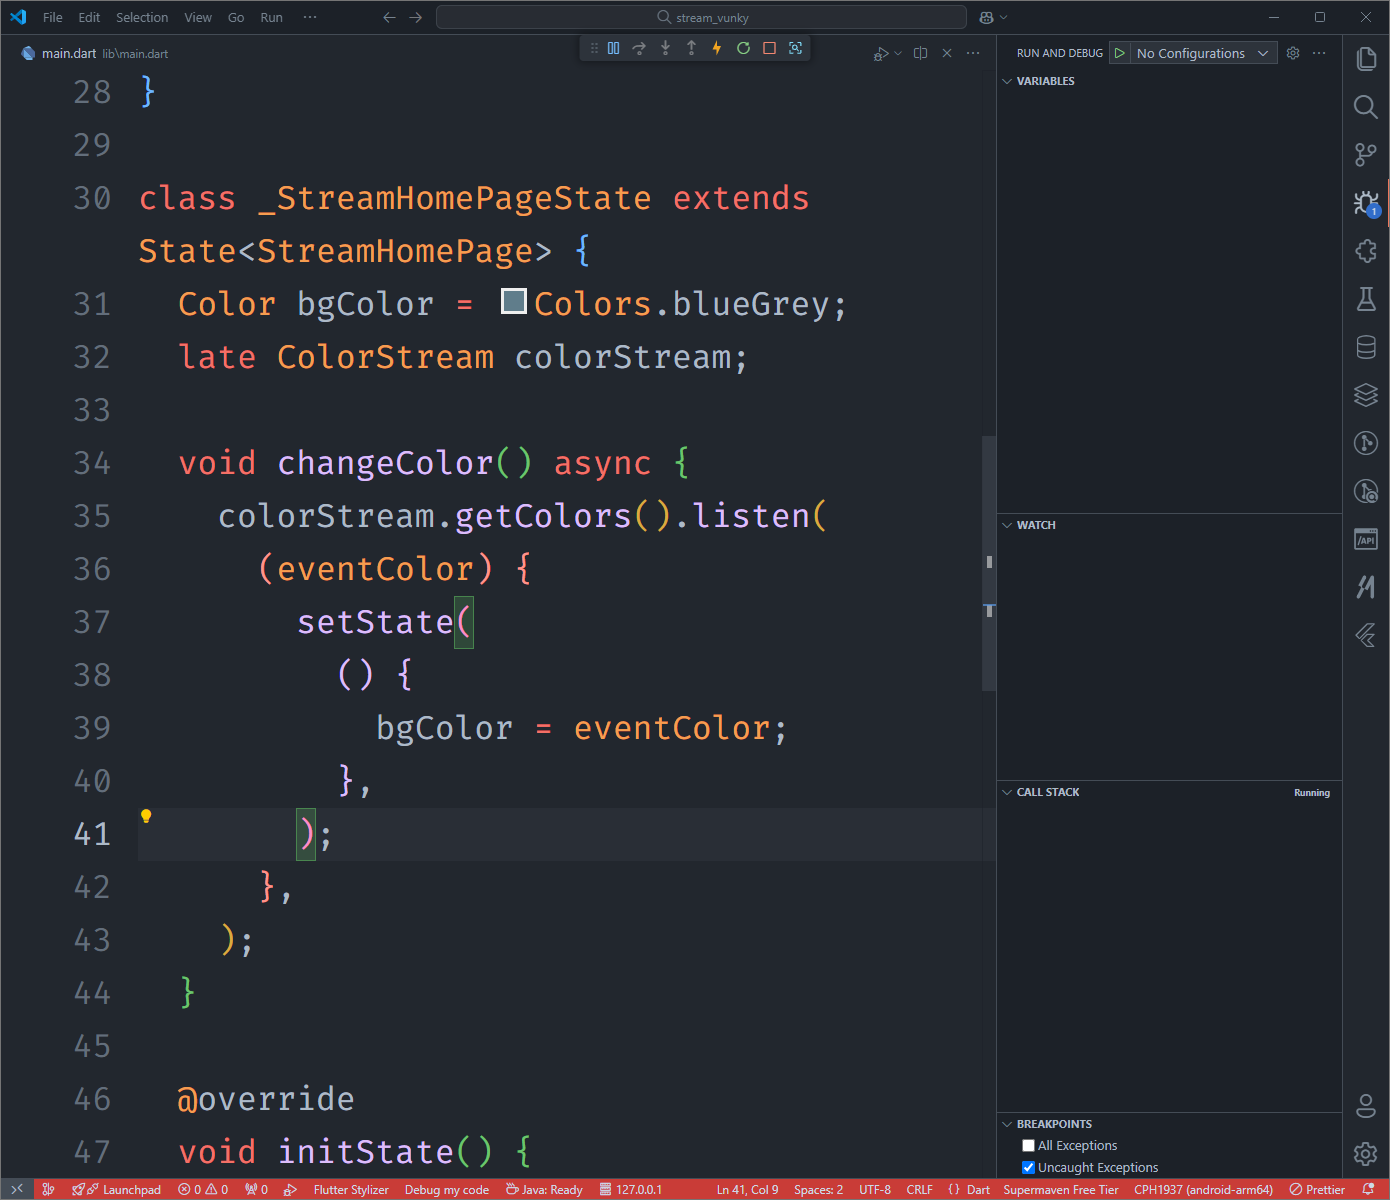 File Edit Selection View Go Run ··· stream_vunky
main.dart lib\main.dart
RUN AND DEBUG No Configurations
VARIABLES
28 }
29
30 class _StreamHomePageState extends
State<StreamHomePage> {
31 Color bgColor = Colors.blueGrey;
32 late ColorStream colorStream;
33
34 void changeColor() async {
35 colorStream.getColors().listen(
36 (eventColor) {
37 setState(
38 () {
39 bgColor = eventColor;
40 },
41 );
42 },
43 );
44 }
45
46 @override
47 void initState() {
1
/API
WATCH
CALL STACK Running
BREAKPOINTS
All Exceptions
Uncaught Exceptions
Launchpad 0 0 0 Flutter Stylizer Debug my code Java: Ready 127.0.0.1 Ln 41, Col 9 Spaces: 2 UTF-8 CRLF { } Dart Supermaven Free Tier CPH1937 (android-arm64) Prettier